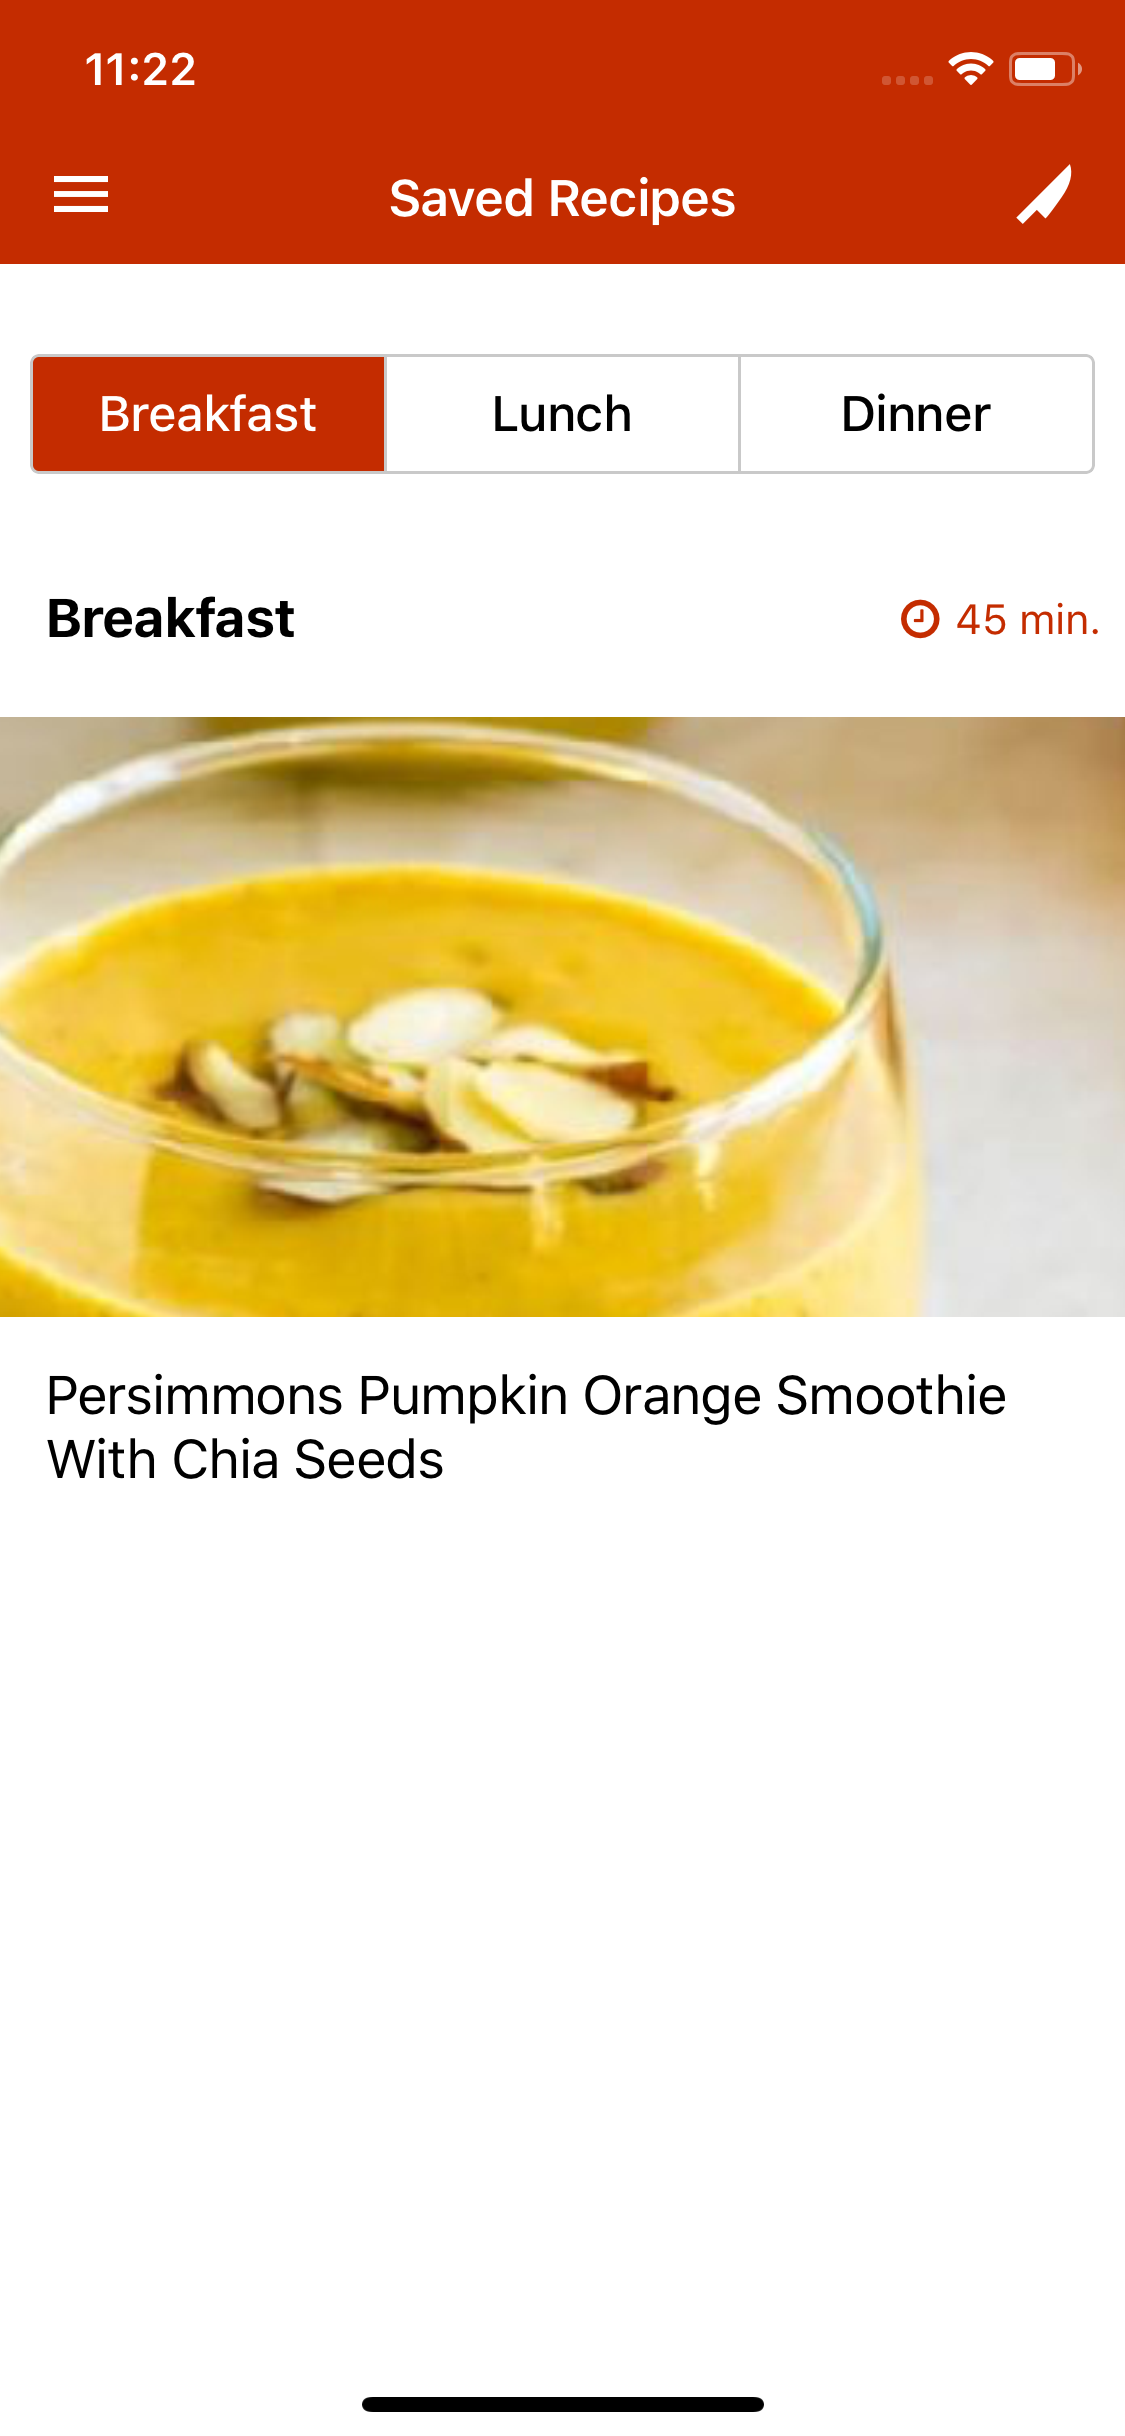 11:22
Saved Recipes
Breakfast Lunch Dinner
Breakfast 45 min.
Persimmons Pumpkin Orange Smoothie
With Chia Seeds